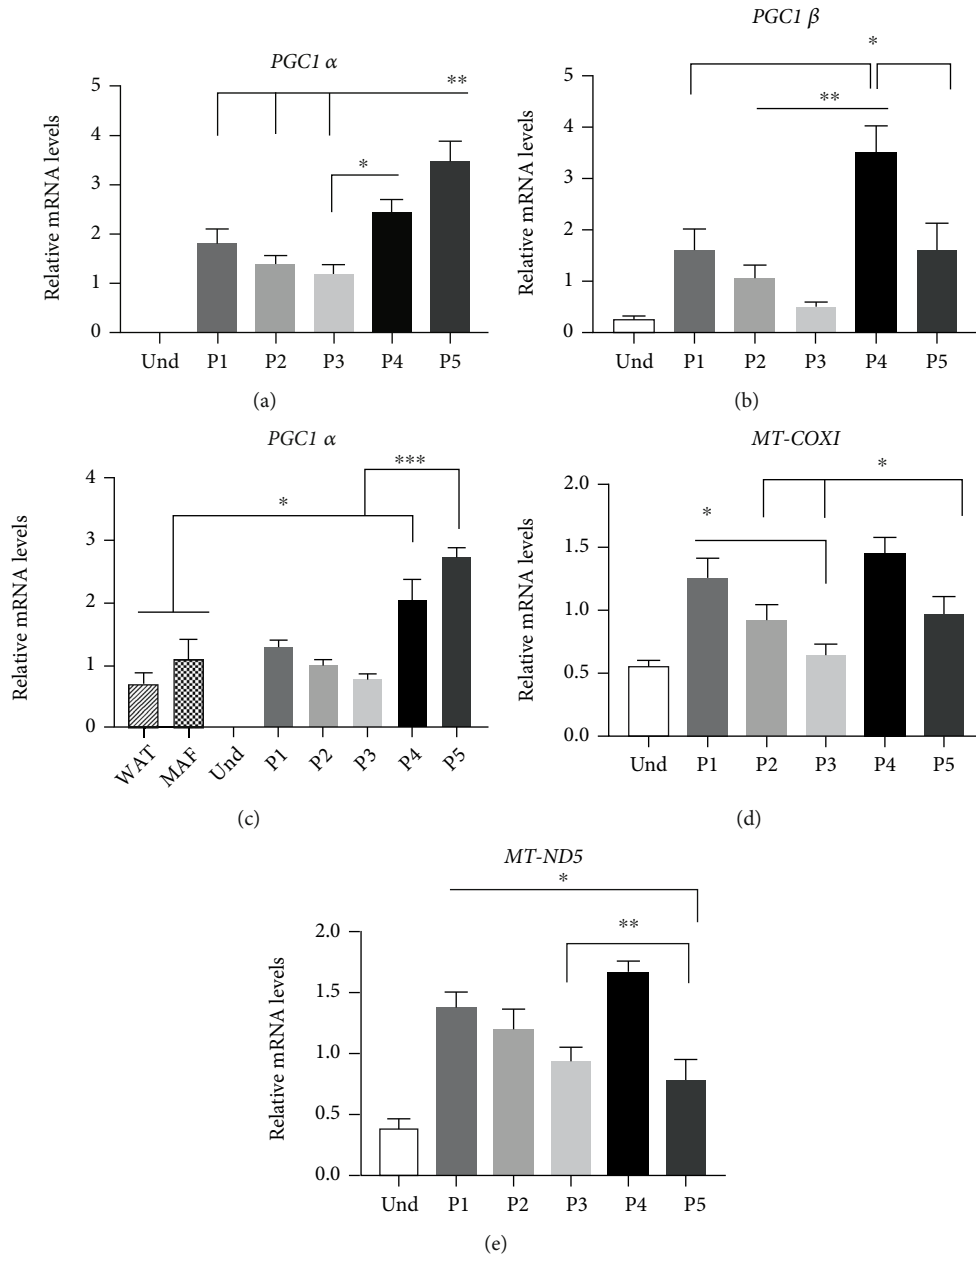 PGC1 α
Relative mRNA levels
5
4
3
2
1
0
**
*
Und P1 P2 P3 P4 P5
(a)
PGC1 β
Relative mRNA levels
5
4
3
2
1
0
*
**
Und P1 P2 P3 P4 P5
(b)
PGC1 α
Relative mRNA levels
4
3
2
1
0
***
*
WAT MAF Und P1 P2 P3 P4 P5
(c)
MT-COXI
Relative mRNA levels
2.0
1.5
1.0
0.5
0.0
*
*
Und P1 P2 P3 P4 P5
(d)
MT-ND5
Relative mRNA levels
2.0
1.5
1.0
0.5
0.0
*
**
Und P1 P2 P3 P4 P5
(e)